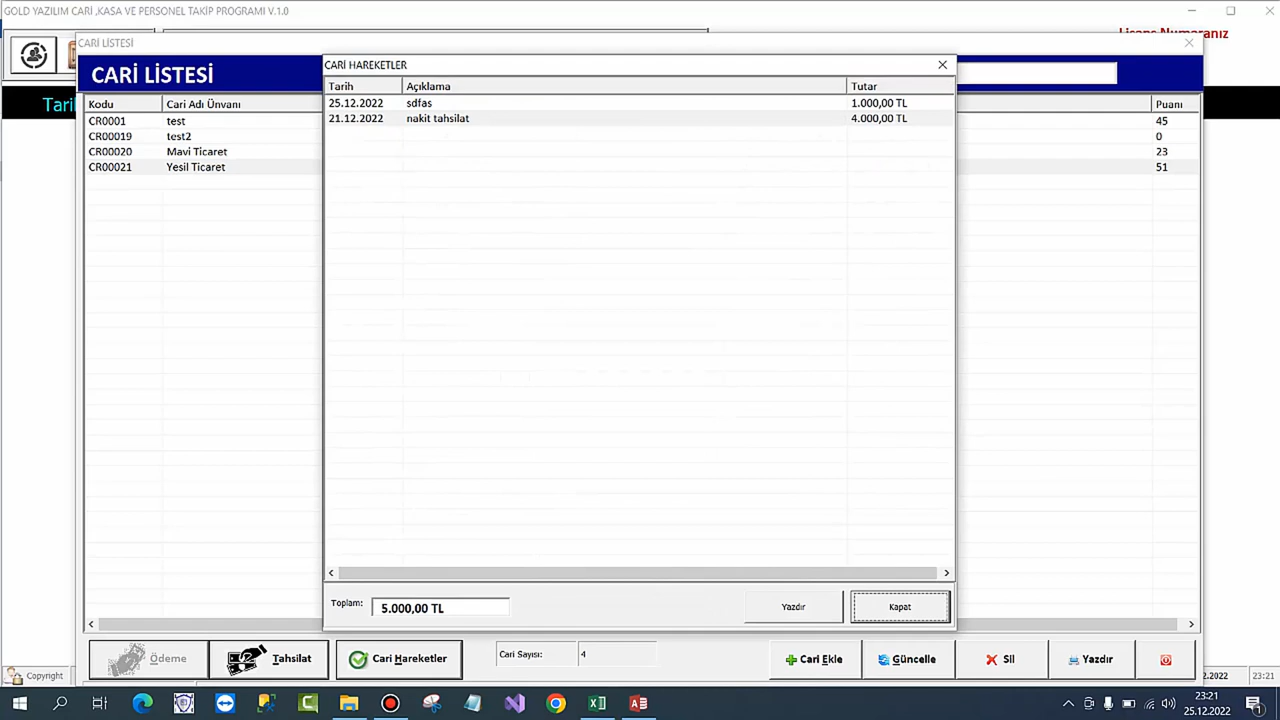 GOLD YAZILIM CARİ ,KASA VE PERSONEL TAKİP PROGRAMI V.1.0
CARİ LİSTESİ
CARİ LİSTESİ
Kodu Cari Adı Ünvanı Puanı
CR0001 test 45
CR00019 test2 0
CR00020 Mavi Ticaret 23
CR00021 Yesil Ticaret 51
CARİ HAREKETLER
Tarih Açıklama Tutar
25.12.2022 sdfas 1.000,00 TL
21.12.2022 nakit tahsilat 4.000,00 TL
Toplam: 5.000,00 TL Yazdır Kapat
Ödeme Tahsilat Cari Hareketler Cari Sayısı: 4 Cari Ekle Güncelle Sil Yazdır
Copyright 23:21
23:21
25.12.2022